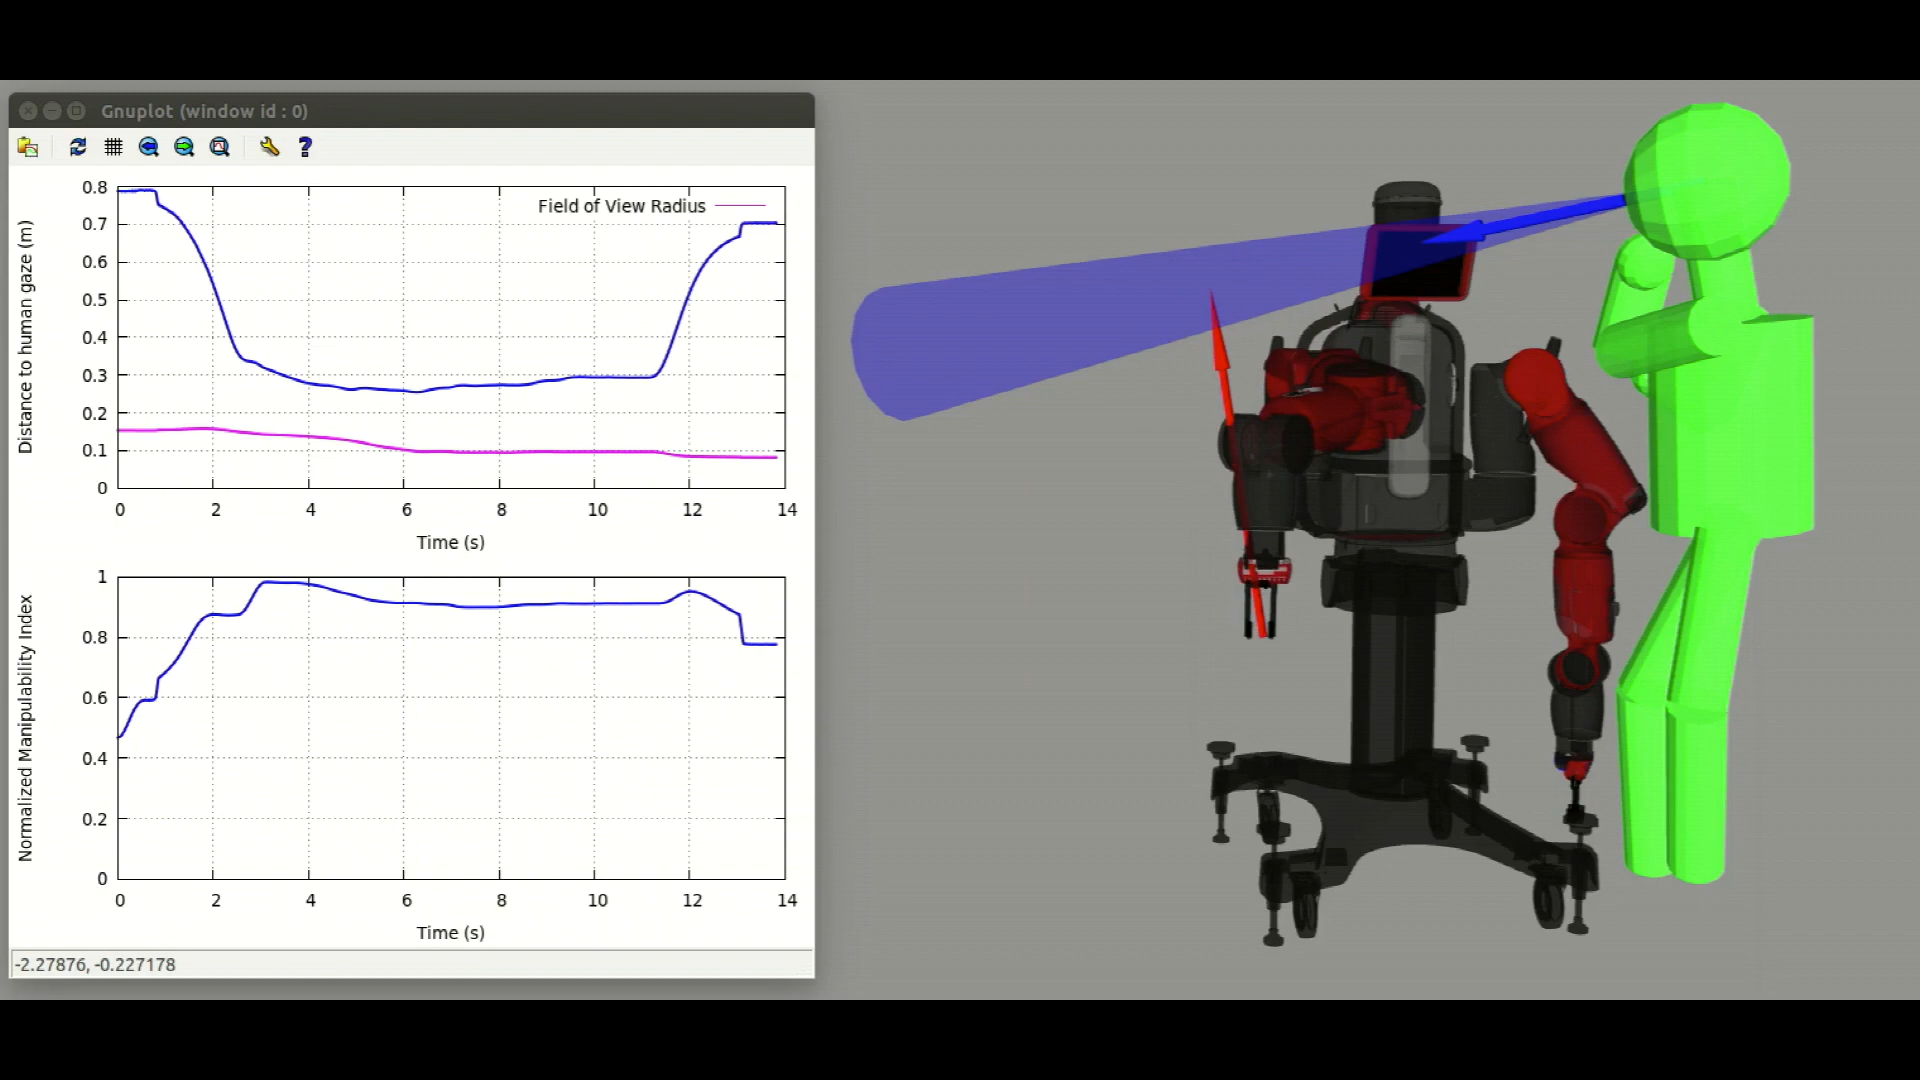 Gnuplot (window id : 0)
Field of View Radius
Distance to human gaze (m)
0.8
0.7
0.6
0.5
0.4
0.3
0.2
0.1
0
0 2 4 6 8 10 12 14
Time (s)
Normalized Manipulability Index
1
0.8
0.6
0.4
0.2
0
0 2 4 6 8 10 12 14
Time (s)
-2.27876, -0.227178